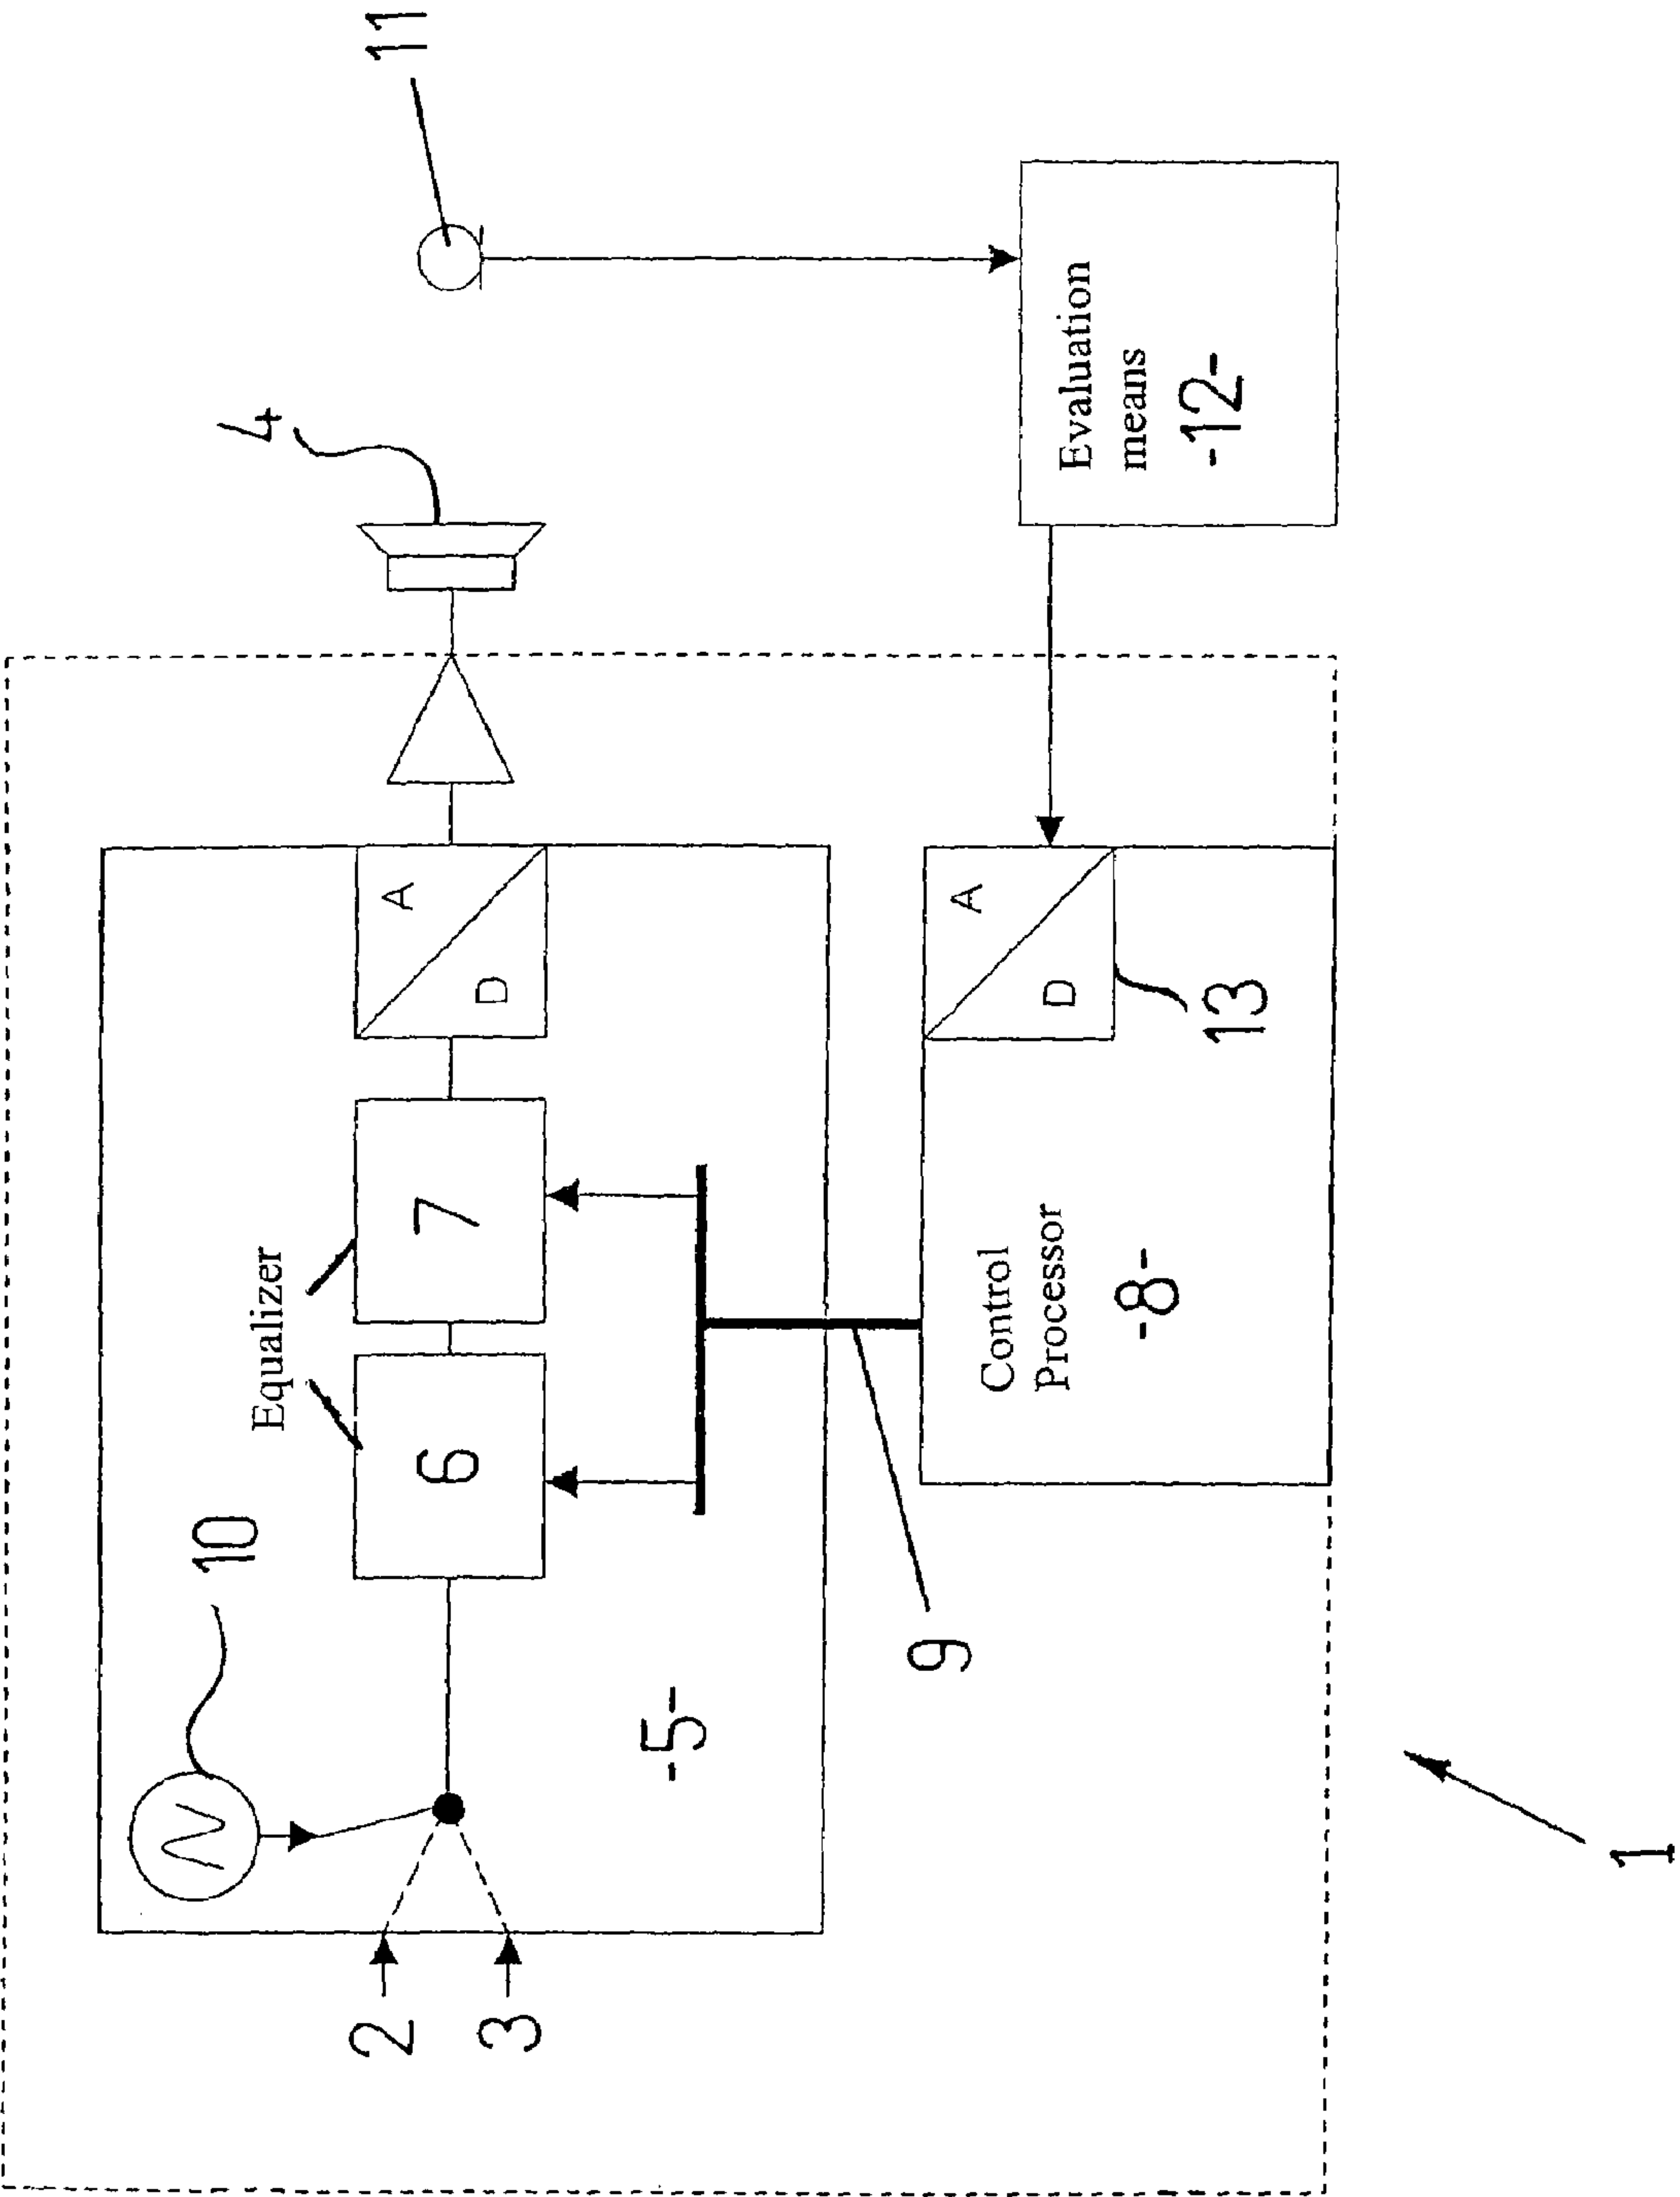 10
Equalizer
4
11
2
3
6
7
A
D
-5-
9
Control
Processor
-8-
A
D
13
Evaluation
means
-12-
1